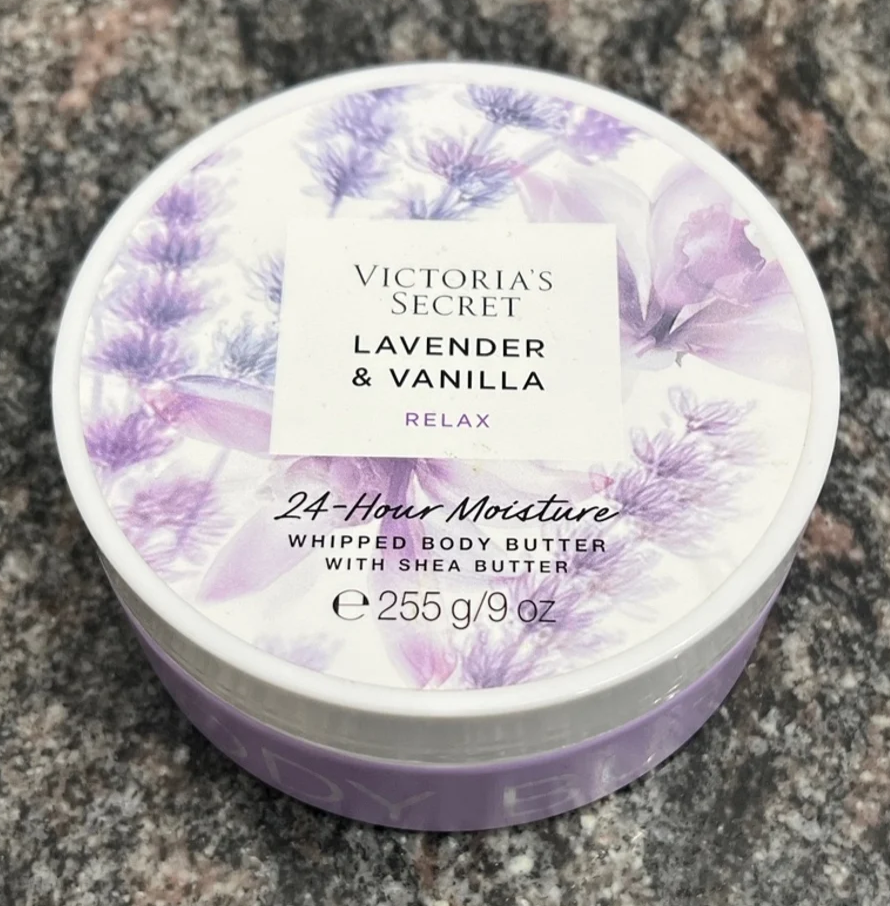 VICTORIA'S
SECRET
LAVENDER
& VANILLA
RELAX
24-Hour Moisture
WHIPPED BODY BUTTER
WITH SHEA BUTTER
℮ 255 g/9 oz